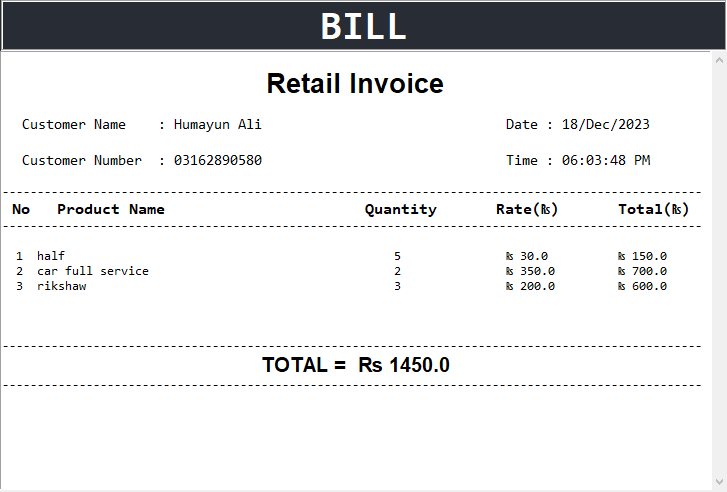 BILL
Retail Invoice
Customer Name : Humayun Ali Date : 18/Dec/2023
Customer Number : 03162890580 Time : 06:03:48 PM
--------------------------------------------------------------------------------
No Product Name Quantity Rate(₨) Total(₨)
--------------------------------------------------------------------------------
1 half 5 ₨ 30.0 ₨ 150.0
2 car full service 2 ₨ 350.0 ₨ 700.0
3 rikshaw 3 ₨ 200.0 ₨ 600.0
--------------------------------------------------------------------------------
TOTAL = Rs 1450.0
--------------------------------------------------------------------------------